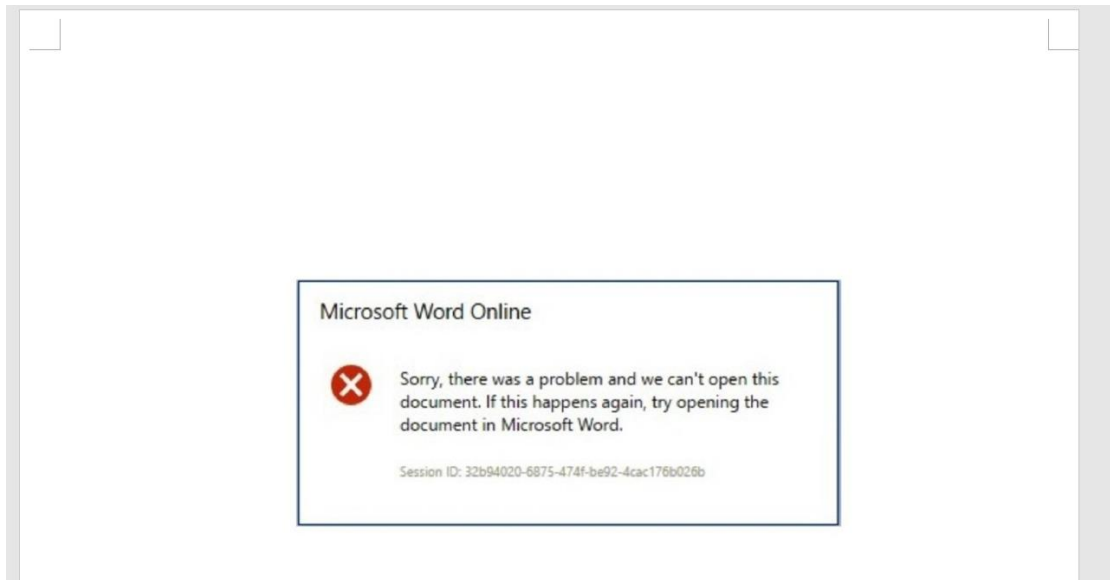 Microsoft Word Online
Sorry, there was a problem and we can't open this
document. If this happens again, try opening the
document in Microsoft Word.
Session ID: 32b94020-6875-474f-be92-4cac176b026b